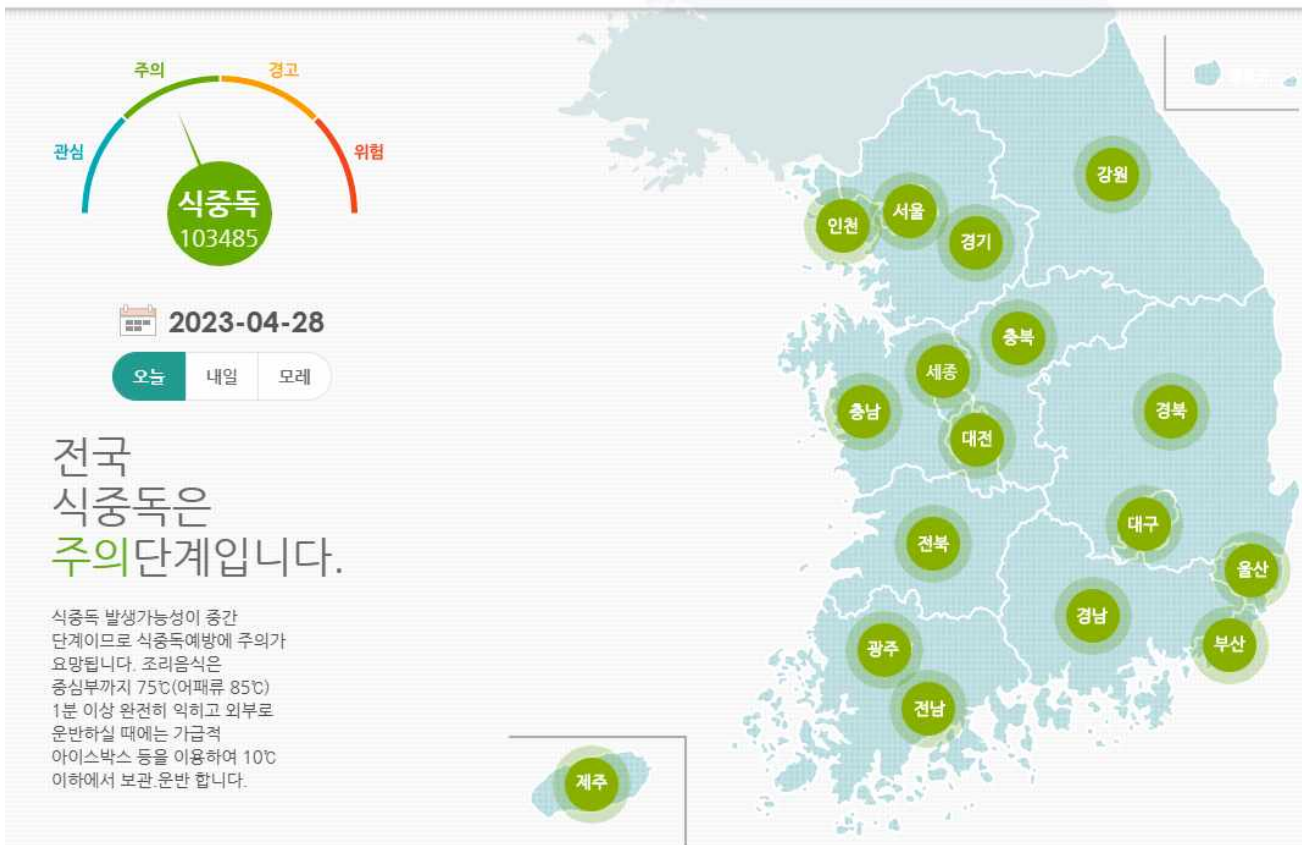 주의
경고
관심
위험
식중독
103485
2023-04-28
오늘 내일 모레
전국
식중독은
주의단계입니다.
식중독 발생가능성이 중간
단계이므로 식중독예방에 주의가
요망됩니다. 조리음식은
중심부까지 75℃(어패류 85℃)
1분 이상 완전히 익히고 외부로
운반하실 때에는 가급적
아이스박스 등을 이용하여 10℃
이하에서 보관.운반 합니다.
강원
서울
인천
경기
충북
세종
충남
경북
대전
대구
전북
울산
경남
부산
광주
전남
제주